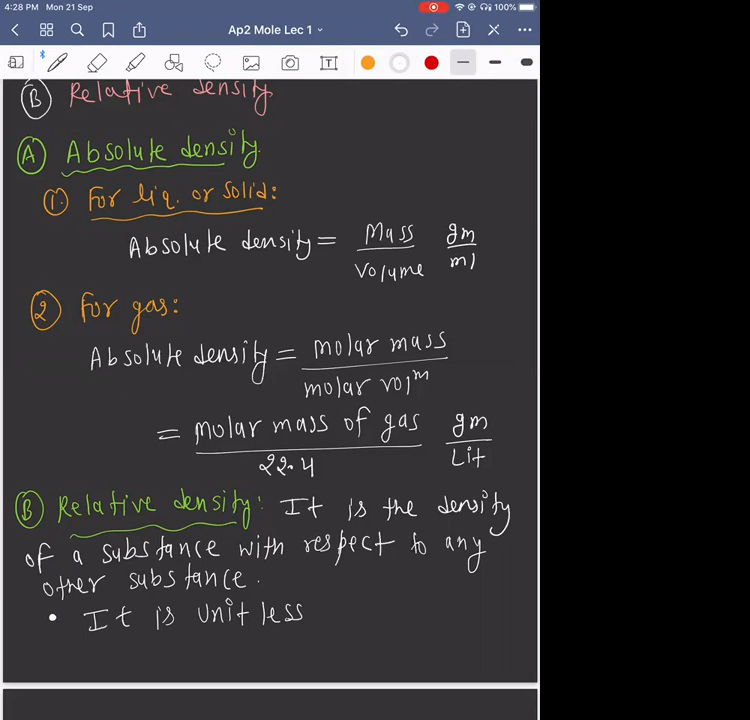 4:28 PM Mon 21 Sep
100%
Ap2 Mole Lec 1
B Relative density
A Absolute density
1. For liq. or solid:
Absolute density = Mass / Volume gm / ml
2 For gas:
Absolute density = molar mass / molar volm
= molar mass of gas / 22.4 gm / Lit
B Relative density: It is the density
of a substance with respect to any
other substance.
• It is unit less